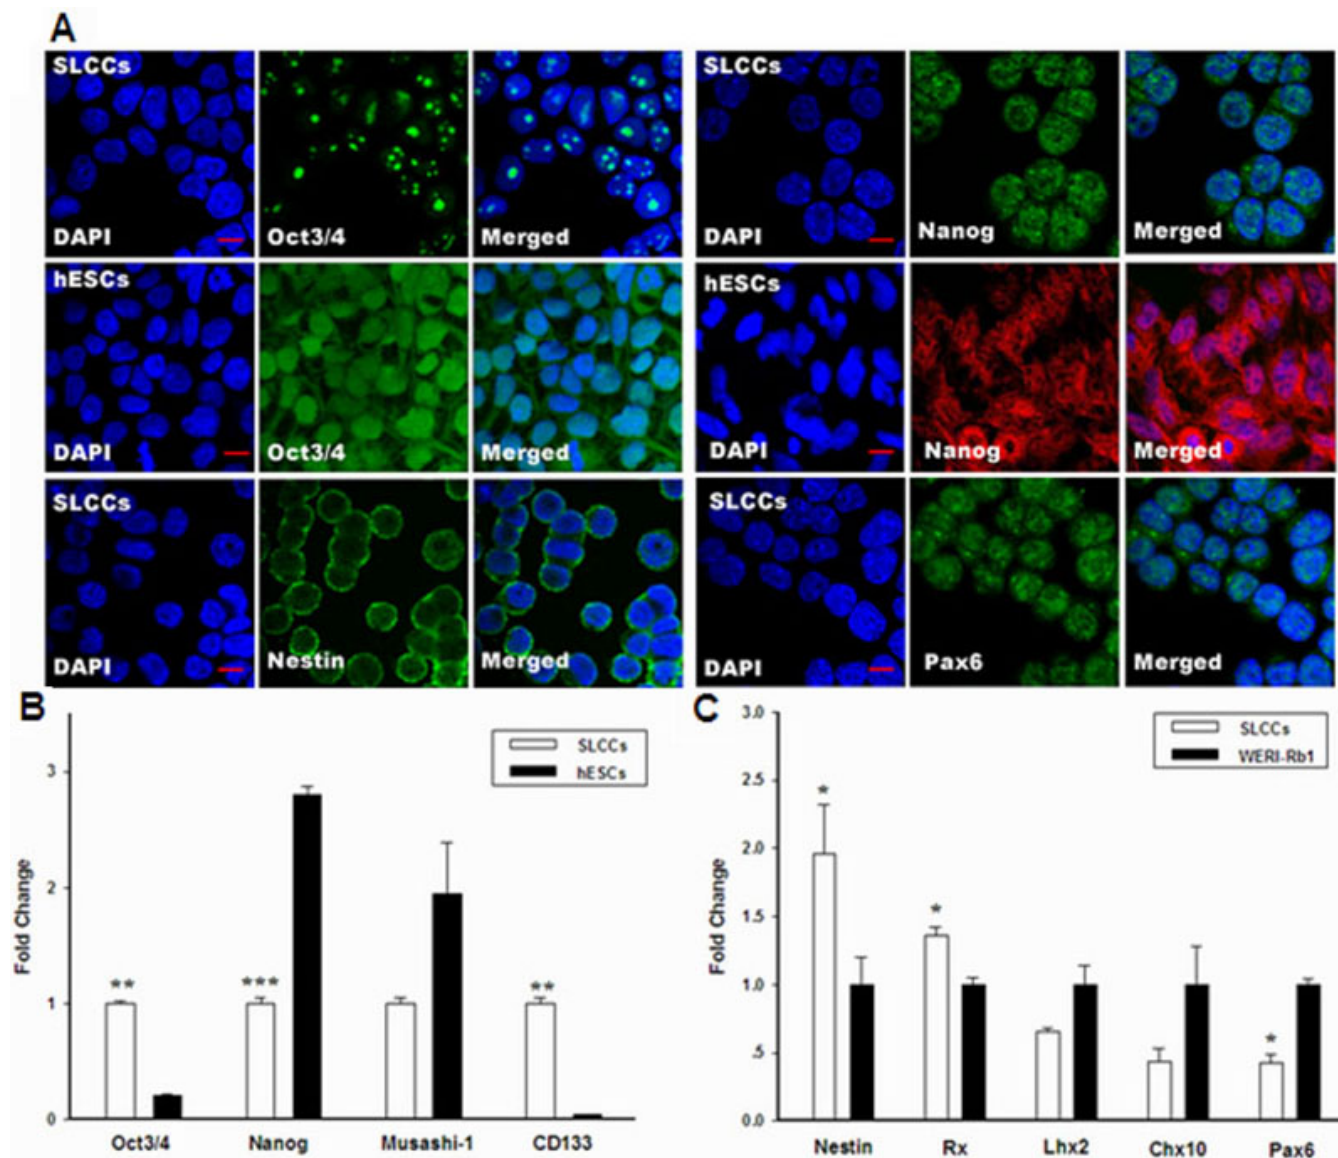 A
SLCCs
DAPI
Oct3/4
Merged
SLCCs
DAPI
Nanog
Merged
hESCs
DAPI
Oct3/4
Merged
hESCs
DAPI
Nanog
Merged
SLCCs
DAPI
Nestin
Merged
SLCCs
DAPI
Pax6
Merged
B
SLCCs
hESCs
Fold Change
3
2
1
0
** *** **
Oct3/4 Nanog Musashi-1 CD133
C
SLCCs
WERI-Rb1
Fold Change
3.0
2.5
2.0
1.5
1.0
.5
0.0
*
*
*
Nestin Rx Lhx2 Chx10 Pax6